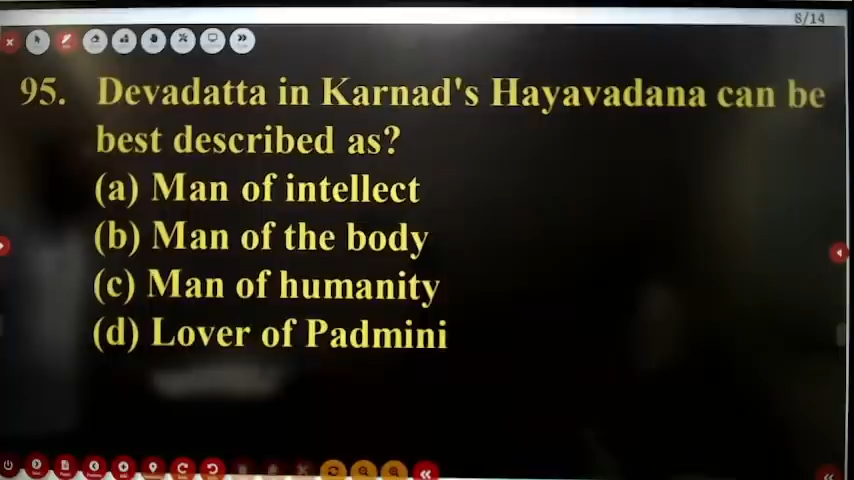 8/14
95. Devadatta in Karnad's Hayavadana can be
best described as?
(a) Man of intellect
(b) Man of the body
(c) Man of humanity
(d) Lover of Padmini